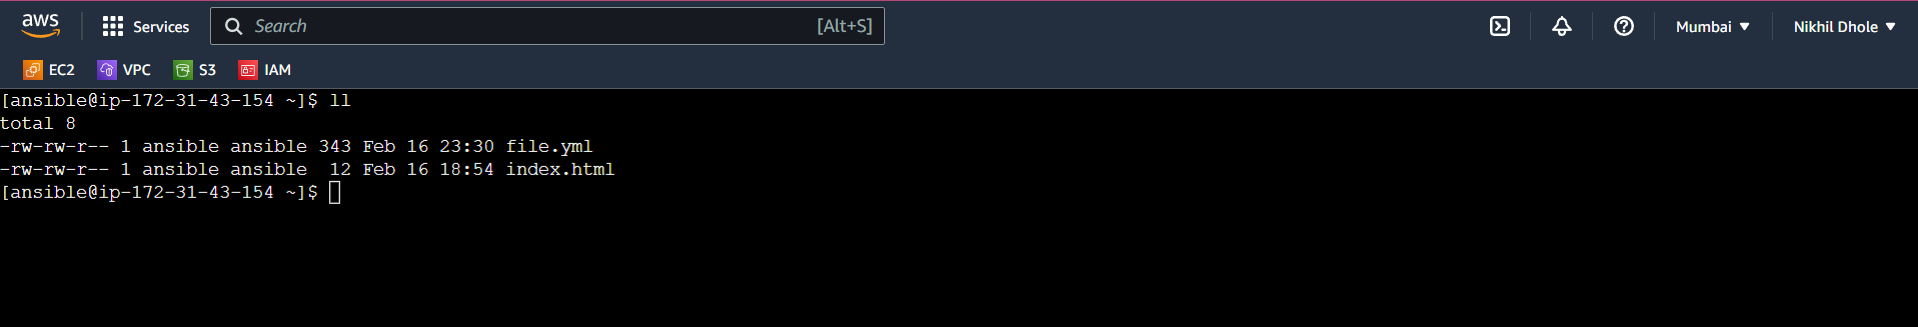 aws Services Search [Alt+S] Mumbai Nikhil Dhole
EC2 VPC S3 IAM
[ansible@ip-172-31-43-154 ~]$ ll
total 8
-rw-rw-r-- 1 ansible ansible 343 Feb 16 23:30 file.yml
-rw-rw-r-- 1 ansible ansible  12 Feb 16 18:54 index.html
[ansible@ip-172-31-43-154 ~]$